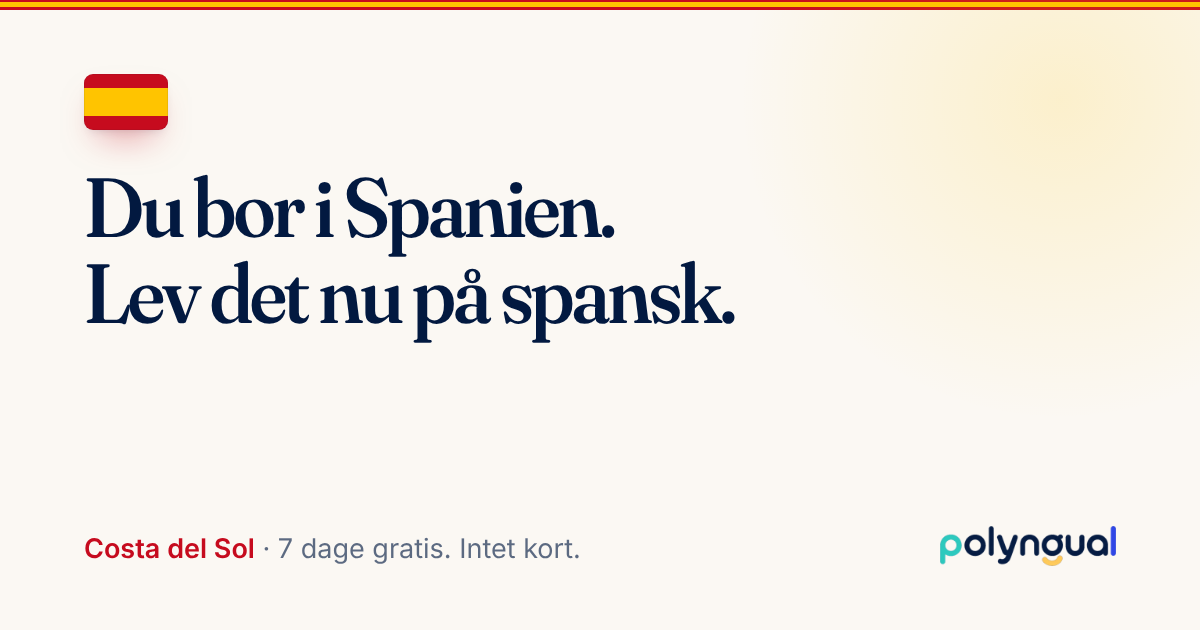 Du bor i Spanien.
Lev det nu på spansk.
Costa del Sol · 7 dage gratis. Intet kort.
polyngual